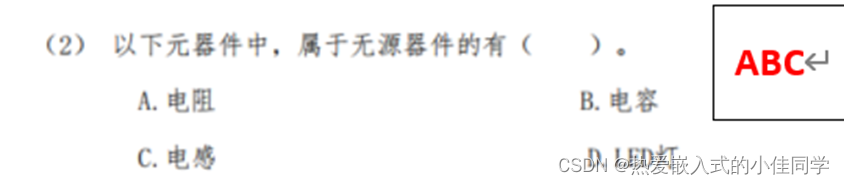 （2） 以下元器件中，属于无源器件的有（    ）。
ABC↵
A.电阻
B.电容
C.电感
D.LED灯
CSDN @热爱嵌入式的小佳同学